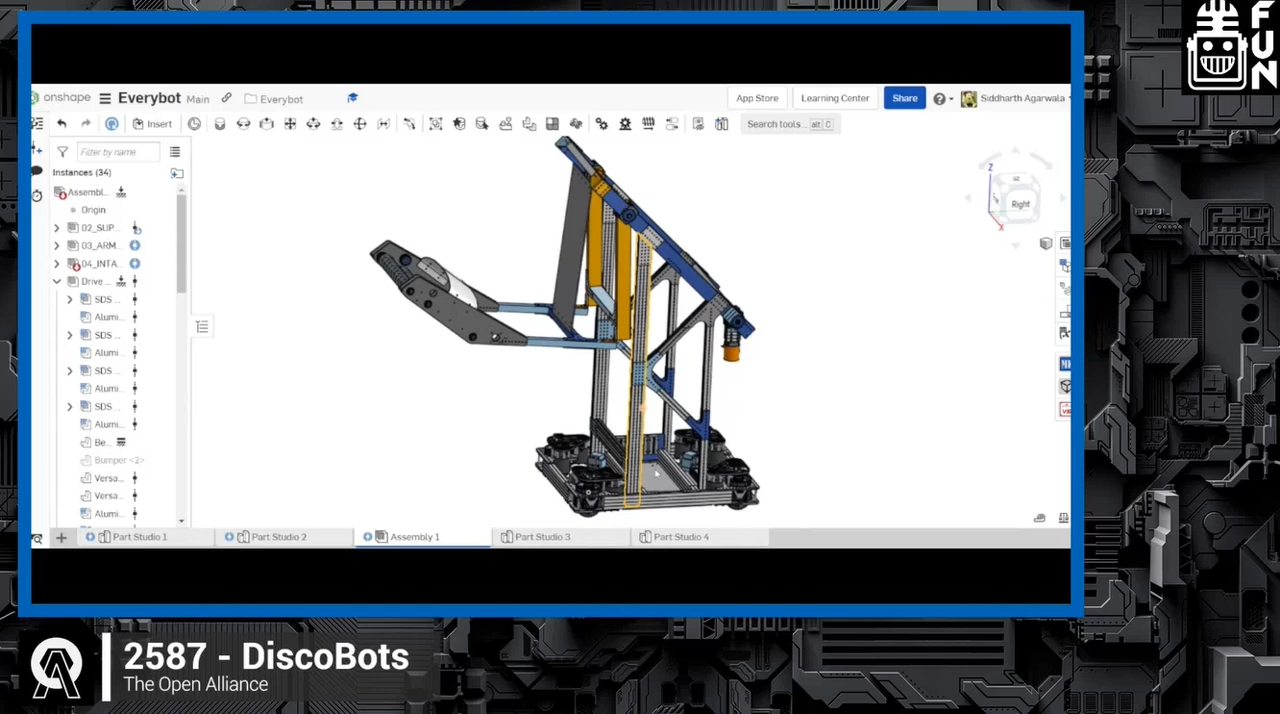 FUN
onshape Everybot Main Everybot App Store Learning Center Share Siddharth Agarwala
Insert Search tools... alt C
Filter by name
Instances (34)
Assembl...
Origin
02_SUP...
03_ARM...
04_INTA...
Drive...
SDS ...
Alumi...
SDS ...
Alumi...
SDS ...
Alumi...
SDS ...
Alumi...
Be...
Bumper <2>
Versa...
Versa...
Alumi...
Z
Right
X
Part Studio 1 Part Studio 2 Assembly 1 Part Studio 3 Part Studio 4
2587 - DiscoBots
The Open Alliance